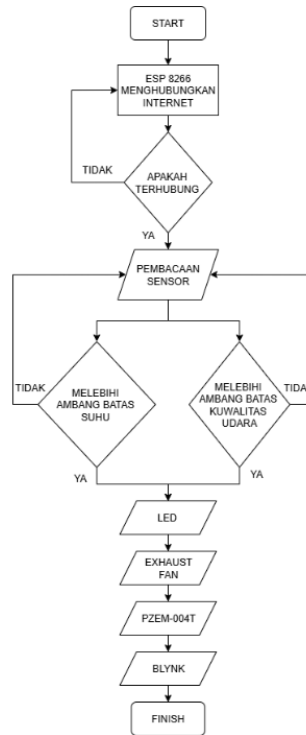 START
ESP 8266
MENGHUBUNGKAN
INTERNET
TIDAK
APAKAH
TERHUBUNG
YA
PEMBACAAN
SENSOR
TIDAK
MELEBIHI
AMBANG BATAS
SUHU
MELEBIHI
AMBANG BATAS
KUWALITAS
UDARA
TIDA
YA
YA
LED
EXHAUST
FAN
PZEM-004T
BLYNK
FINISH